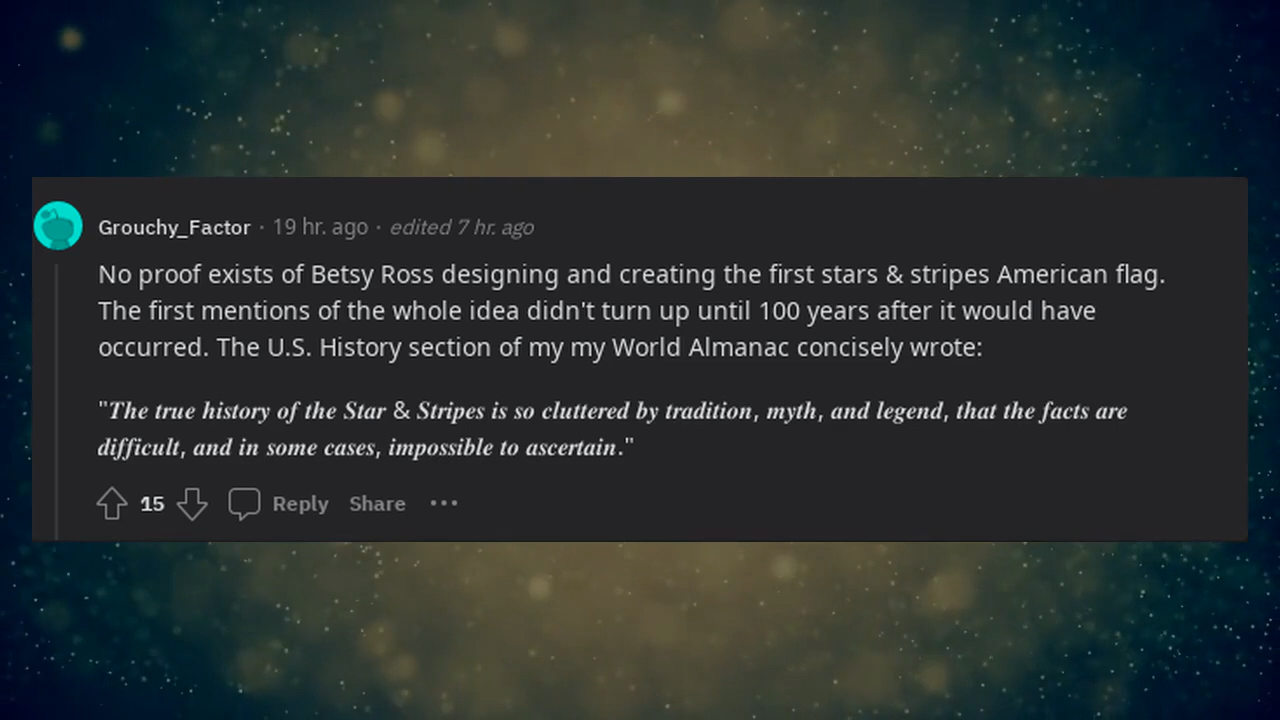 Grouchy_Factor · 19 hr. ago · edited 7 hr. ago
No proof exists of Betsy Ross designing and creating the first stars & stripes American flag.
The first mentions of the whole idea didn't turn up until 100 years after it would have
occurred. The U.S. History section of my my World Almanac concisely wrote:
"The true history of the Star & Stripes is so cluttered by tradition, myth, and legend, that the facts are
difficult, and in some cases, impossible to ascertain."
15 Reply Share ...